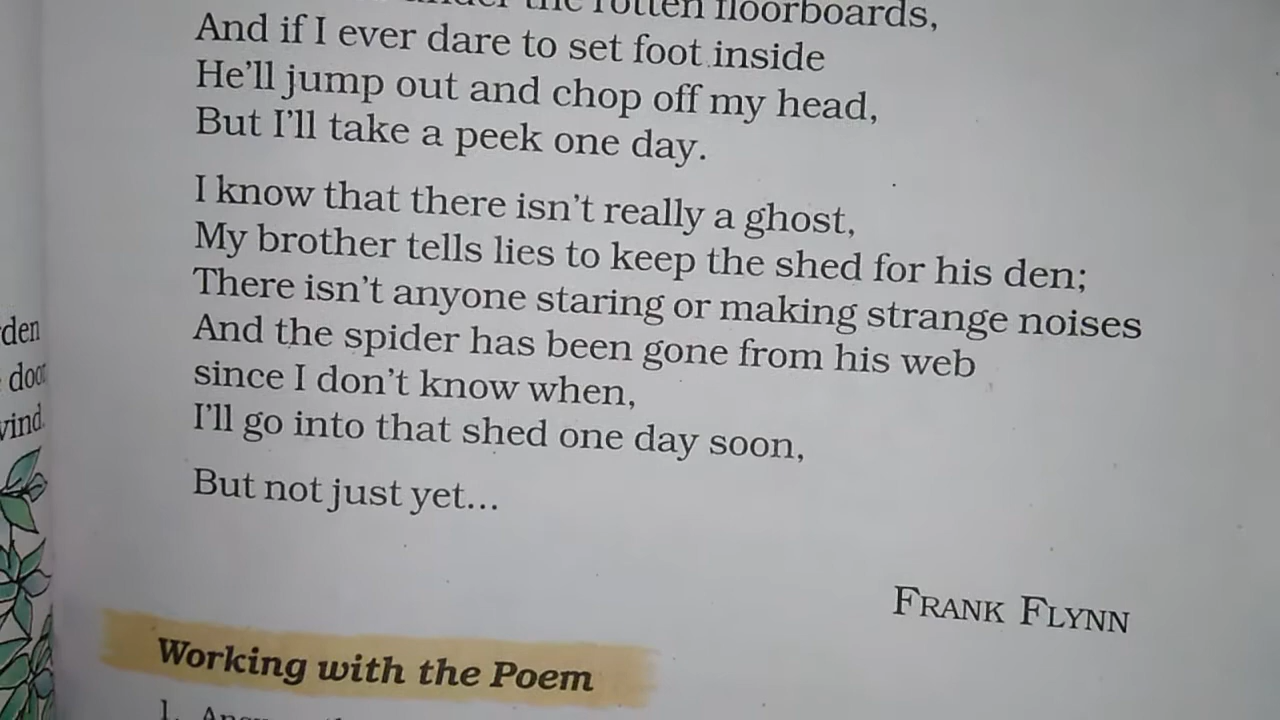 the rotten floorboards,
And if I ever dare to set foot inside
He'll jump out and chop off my head,
But I'll take a peek one day.
I know that there isn't really a ghost,
My brother tells lies to keep the shed for his den;
There isn't anyone staring or making strange noises
And the spider has been gone from his web
since I don't know when,
I'll go into that shed one day soon,
But not just yet...
FRANK FLYNN
Working with the Poem
1.